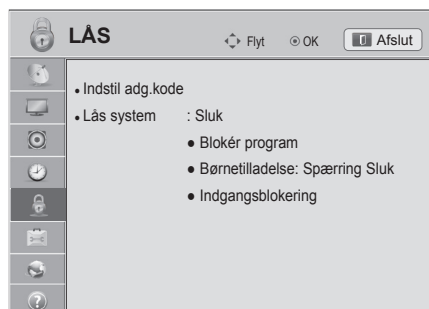 LÅS
Flyt
OK
Afslut
• Indstil adg.kode
• Lås system : Sluk
● Blokér program
● Børnetilladelse: Spærring Sluk
● Indgangsblokering
?